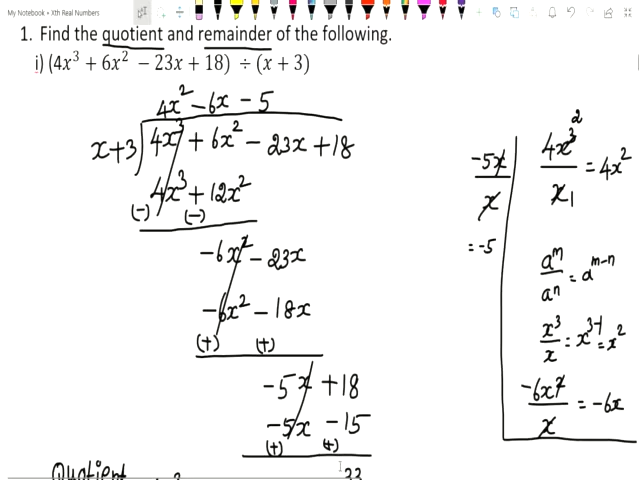 My Notebook » Xth Real Numbers
1. Find the quotient and remainder of the following.
i) (4x³ + 6x² − 23x + 18) ÷ (x + 3)
4x² − 6x − 5
x+3 4x³ + 6x² − 23x + 18
4x³ + 12x²
(−) (−)
−6x² − 23x
−6x² − 18x
(+) (+)
−5x + 18
−5x − 15
(+) (+)
33
Quotient
−5x
x
= −5
4x³ 2
x 1 = 4x²
aᵐ
aⁿ = aᵐ⁻ⁿ
x³
x = x³⁻¹ = x²
−6x²
x = −6x